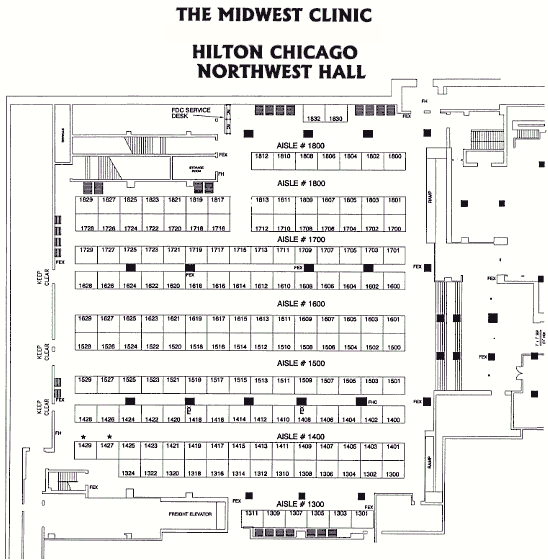 THE MIDWEST CLINIC
HILTON CHICAGO
NORTHWEST HALL
FDC SERVICE
DESK
1832 1830
FH
FEX
AISLE # 1800
1812 1810 1808 1806 1804 1802 1800
FEX
STORAGE
ROOM
FH
AISLE # 1800
RAMP
1829 1827 1825 1823 1821 1819 1817 1813 1811 1809 1807 1805 1803 1801
1728 1726 1724 1722 1720 1718 1716 1712 1710 1708 1706 1704 1702 1700
AISLE # 1700
1729 1727 1725 1723 1721 1719 1717 1715 1713 1711 1709 1707 1705 1703 1701
FEX FEX FEX FEX FEX
KEEP
CLEAR
1628 1626 1624 1622 1620 1618 1616 1614 1612 1610 1608 1606 1604 1602 1600
AISLE # 1600
1629 1627 1625 1623 1621 1619 1617 1615 1613 1611 1609 1607 1605 1603 1601
1528 1526 1524 1522 1520 1518 1516 1514 1512 1510 1508 1506 1504 1502 1500
KEEP
CLEAR
FEX
AISLE # 1500
1529 1527 1525 1523 1521 1519 1517 1515 1513 1511 1509 1507 1505 1503 1501
FEX FHC FEX
KEEP
CLEAR
1428 1426 1424 1422 1420 1418 1416 1414 1412 1410 1408 1406 1404 1402 1400
FH
* *
AISLE # 1400
1429 1427 1425 1423 1421 1419 1417 1415 1413 1411 1409 1407 1405 1403 1401
1324 1322 1320 1318 1316 1314 1312 1310 1308 1306 1304 1302 1300
RAMP
FEX
AISLE # 1300
FEX FEX
FREIGHT ELEVATOR
1311 1309 1307 1305 1303 1301